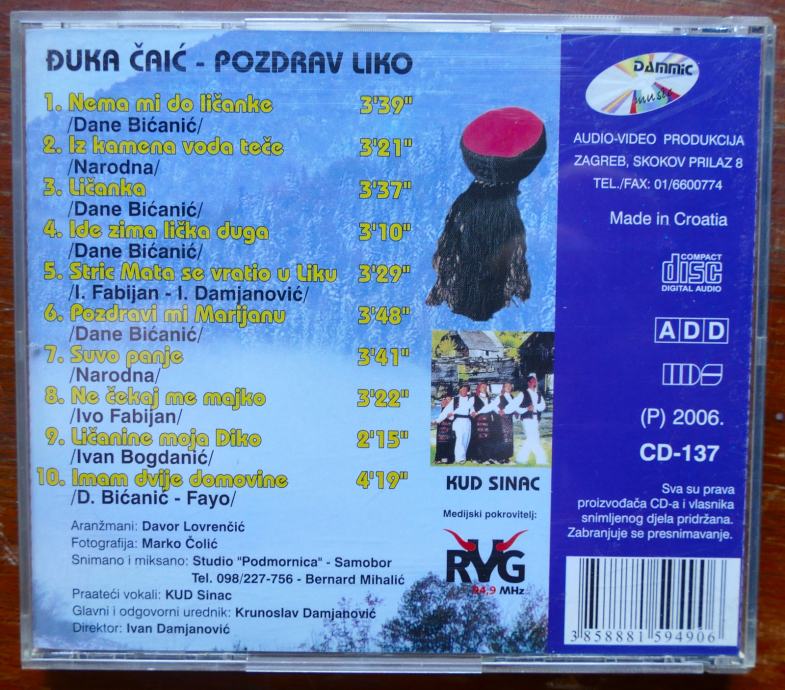 ĐUKA ČAIĆ - POZDRAV LIKO
1. Nema mi do ličanke 3'39"
/Dane Bićanić/
2. Iz kamena voda teče 3'21"
/Narodna/
3. Ličanka 3'37"
/Dane Bićanić/
4. Ide zima lička duga 3'10"
/Dane Bićanić/
5. Stric Mata se vratio u Liku 3'29"
/I. Fabijan - I. Damjanović/
6. Pozdravi mi Marijanu 3'48"
/Dane Bićanić/
7. Suvo panje 3'41"
/Narodna/
8. Ne čekaj me majko 3'22"
/Ivo Fabijan/
9. Ličanine moja Diko 2'15"
/Ivan Bogdanić/
10. Imam dvije domovine 4'19"
/D. Bićanić - Fayo/
Aranžmani: Davor Lovrenčić
Fotografija: Marko Čolić
Snimano i miksano: Studio "Podmornica" - Samobor
Tel. 098/227-756 - Bernard Mihalić
Praateći vokali: KUD Sinac
Glavni i odgovorni urednik: Krunoslav Damjanović
Direktor: Ivan Damjanović
KUD SINAC
Medijski pokrovitelj:
RVG
94,9 MHz
DAMMIC
music
AUDIO-VIDEO PRODUKCIJA
ZAGREB, SKOKOV PRILAZ 8
TEL./FAX: 01/6600774
Made in Croatia
COMPACT
disc
DIGITAL AUDIO
ADD
(P) 2006.
CD-137
Sva su prava
proizvođača CD-a i vlasnika
snimljenog djela pridržana.
Zabranjuje se presnimavanje.
3 858881 594906